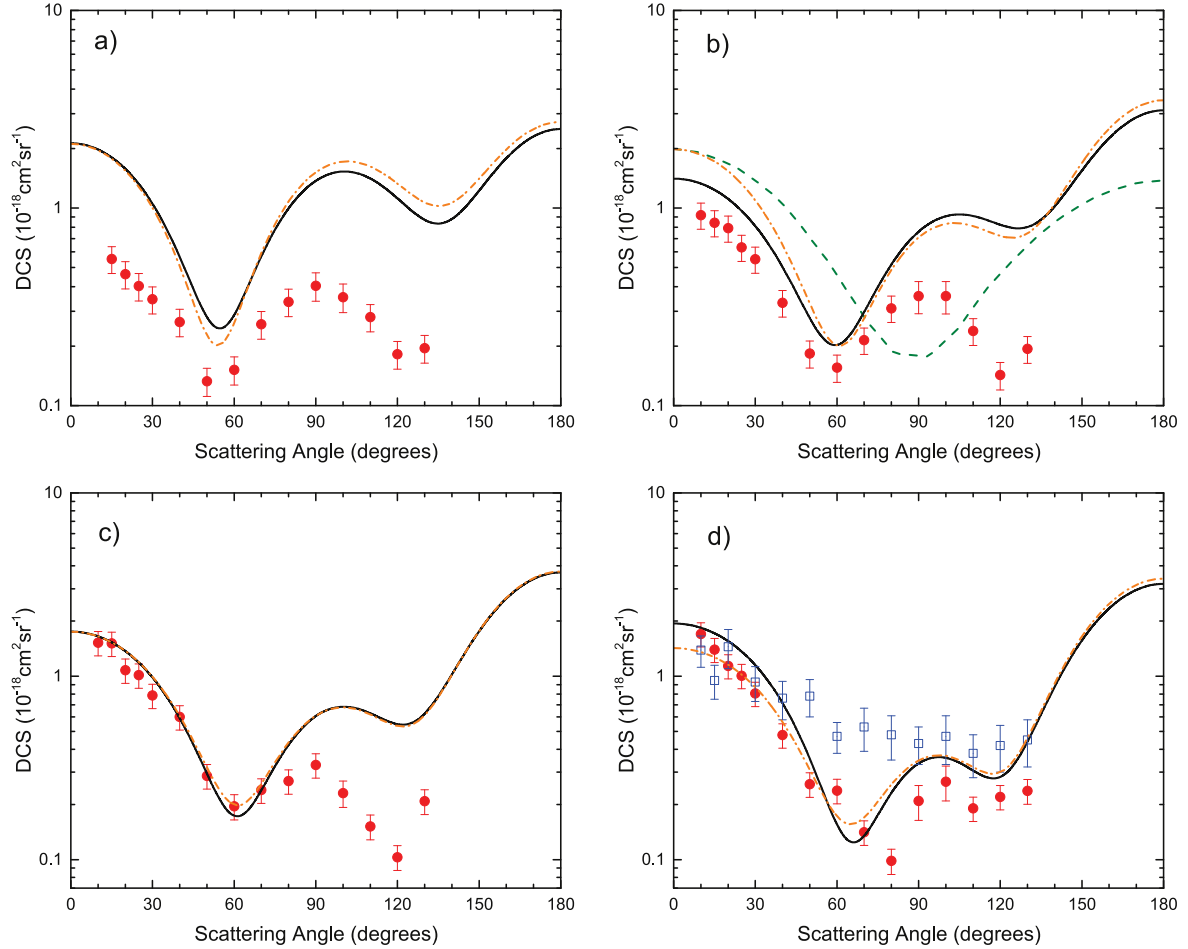 a)
10
1
0.1
DCS (10⁻¹⁸cm²sr⁻¹)
0 30 60 90 120 150 180
Scattering Angle (degrees)
b)
10
1
0.1
DCS (10⁻¹⁸cm²sr⁻¹)
0 30 60 90 120 150 180
Scattering Angle (degrees)
c)
10
1
0.1
DCS (10⁻¹⁸cm²sr⁻¹)
0 30 60 90 120 150 180
Scattering Angle (degrees)
d)
10
1
0.1
DCS (10⁻¹⁸cm²sr⁻¹)
0 30 60 90 120 150 180
Scattering Angle (degrees)